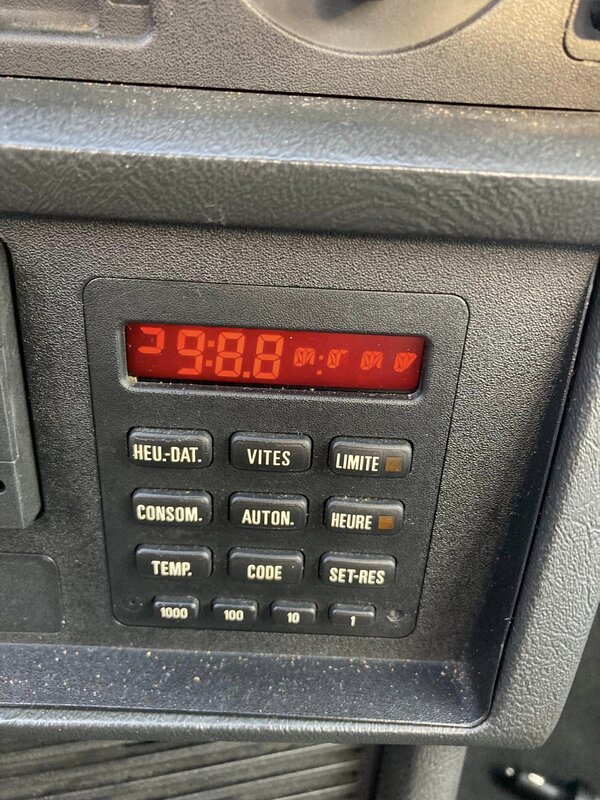 HEU.-DAT. VITES LIMITE
CONSOM. AUTON. HEURE
TEMP. CODE SET-RES
1000 100 10 1